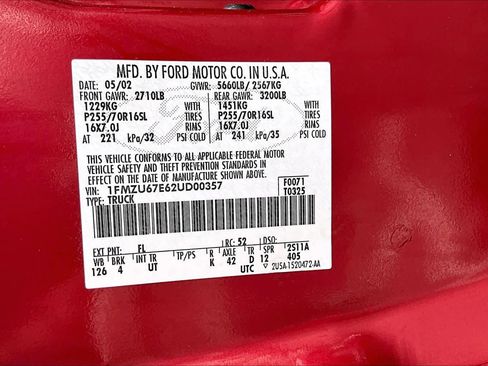 MFD. BY FORD MOTOR CO. IN U.S.A.
DATE: 05/02 GVWR: 5660LB/ 2567KG
FRONT GAWR: 2710LB REAR GAWR: 3200LB
1229KG WITH 1451KG WITH
P255/70R16SL TIRES P255/70R16SL TIRES
16X7.0J RIMS 16X7.0J RIMS
AT 221 kPA/32 PSI COLD AT 241 kPA/35 PSI COLD
THIS VEHICLE CONFORMS TO ALL APPLICABLE FEDERAL MOTOR
VEHICLE SAFETY AND THEFT PREVENTION STANDARDS IN
EFFECT ON THE DATE OF MANUFACTURE SHOWN ABOVE.
VIN: 1FMZU67E62UD00357 F0071
TYPE: TRUCK T0325
EXT PNT: FL RC: 52 DSO:
WB BRK INT TR TP/PS R AXLE TR SPR 2S11A
126 4 UT K 42 D 12 405
UTC ▽ 2U5A-1520472-AA